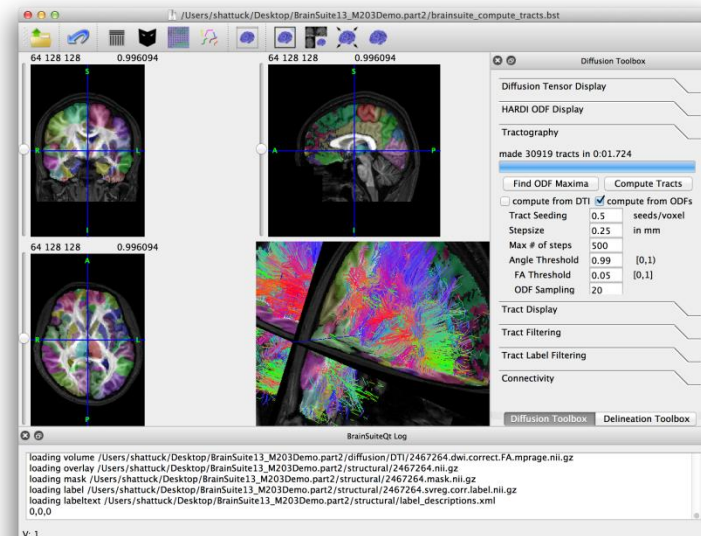 /Users/shattuck/Desktop/BrainSuite13_M203Demo.part2/brainsuite_compute_tracts.bst
64 128 128 0.996094
S
R L
I
64 128 128 0.996094
S
A P
I
64 128 128 0.996094
A
R L
P
Diffusion Toolbox
Diffusion Tensor Display
HARDI ODF Display
Tractography
made 30919 tracts in 0:01.724
Find ODF Maxima Compute Tracts
compute from DTI compute from ODFs
Tract Seeding 0.5 seeds/voxel
Stepsize 0.25 in mm
Max # of steps 500
Angle Threshold 0.99 [0,1)
FA Threshold 0.05 [0,1]
ODF Sampling 20
Tract Display
Tract Filtering
Tract Label Filtering
Connectivity
Diffusion Toolbox Delineation Toolbox
BrainSuiteQt Log
loading volume /Users/shattuck/Desktop/BrainSuite13_M203Demo.part2/diffusion/DTI/2467264.dwi.correct.FA.mprage.nii.gz
loading overlay /Users/shattuck/Desktop/BrainSuite13_M203Demo.part2/structural/2467264.nii.gz
loading mask /Users/shattuck/Desktop/BrainSuite13_M203Demo.part2/structural/2467264.mask.nii.gz
loading label /Users/shattuck/Desktop/BrainSuite13_M203Demo.part2/structural/2467264.svreg.corr.label.nii.gz
loading labeltext /Users/shattuck/Desktop/BrainSuite13_M203Demo.part2/structural/label_descriptions.xml
0,0,0
V: 1